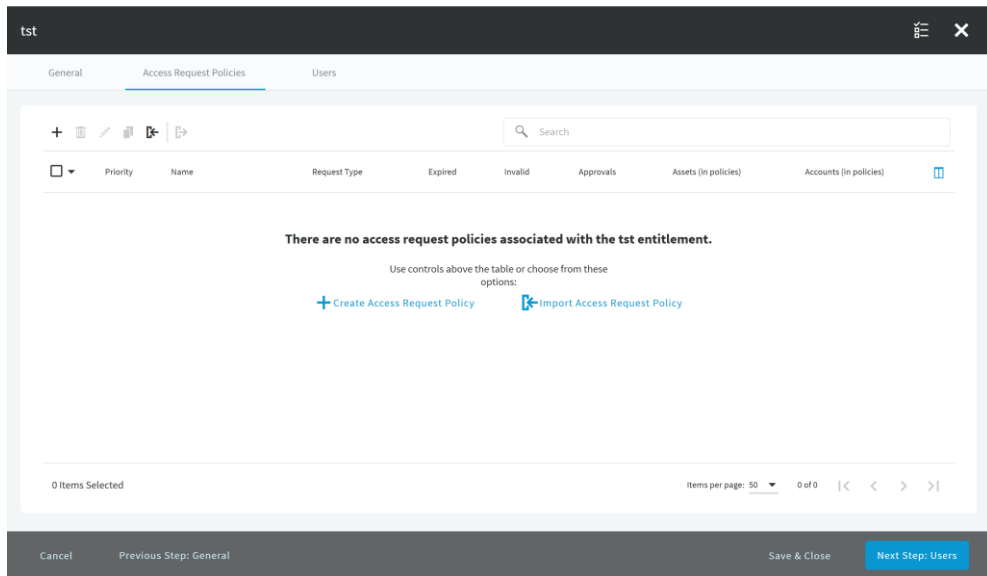 tst
General Access Request Policies Users
Search
Priority Name Request Type Expired Invalid Approvals Assets (in policies) Accounts (in policies)
There are no access request policies associated with the tst entitlement.
Use controls above the table or choose from these
options:
Create Access Request Policy Import Access Request Policy
0 Items Selected Items per page: 50 0 of 0
Cancel Previous Step: General Save & Close Next Step: Users